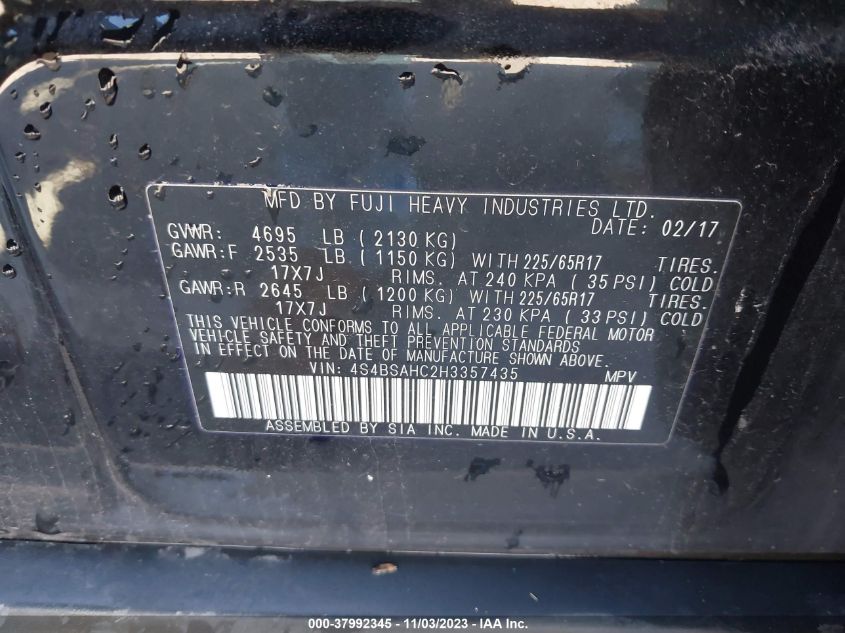 MFD BY FUJI HEAVY INDUSTRIES LTD.
DATE: 02/17
GVWR: 4695 LB ( 2130 KG)
GAWR:F 2535 LB ( 1150 KG) WITH 225/65R17 TIRES.
17X7J RIMS. AT 240 KPA ( 35 PSI) COLD
GAWR:R 2645 LB ( 1200 KG) WITH 225/65R17 TIRES.
17X7J RIMS. AT 230 KPA ( 33 PSI) COLD
THIS VEHICLE CONFORMS TO ALL APPLICABLE FEDERAL MOTOR
VEHICLE SAFETY AND THEFT PREVENTION STANDARDS
IN EFFECT ON THE DATE OF MANUFACTURE SHOWN ABOVE.
VIN: 4S4BSAHC2H3357435 MPV
ASSEMBLED BY SIA INC. MADE IN U.S.A.
000-37992345 - 11/03/2023 - IAA Inc.